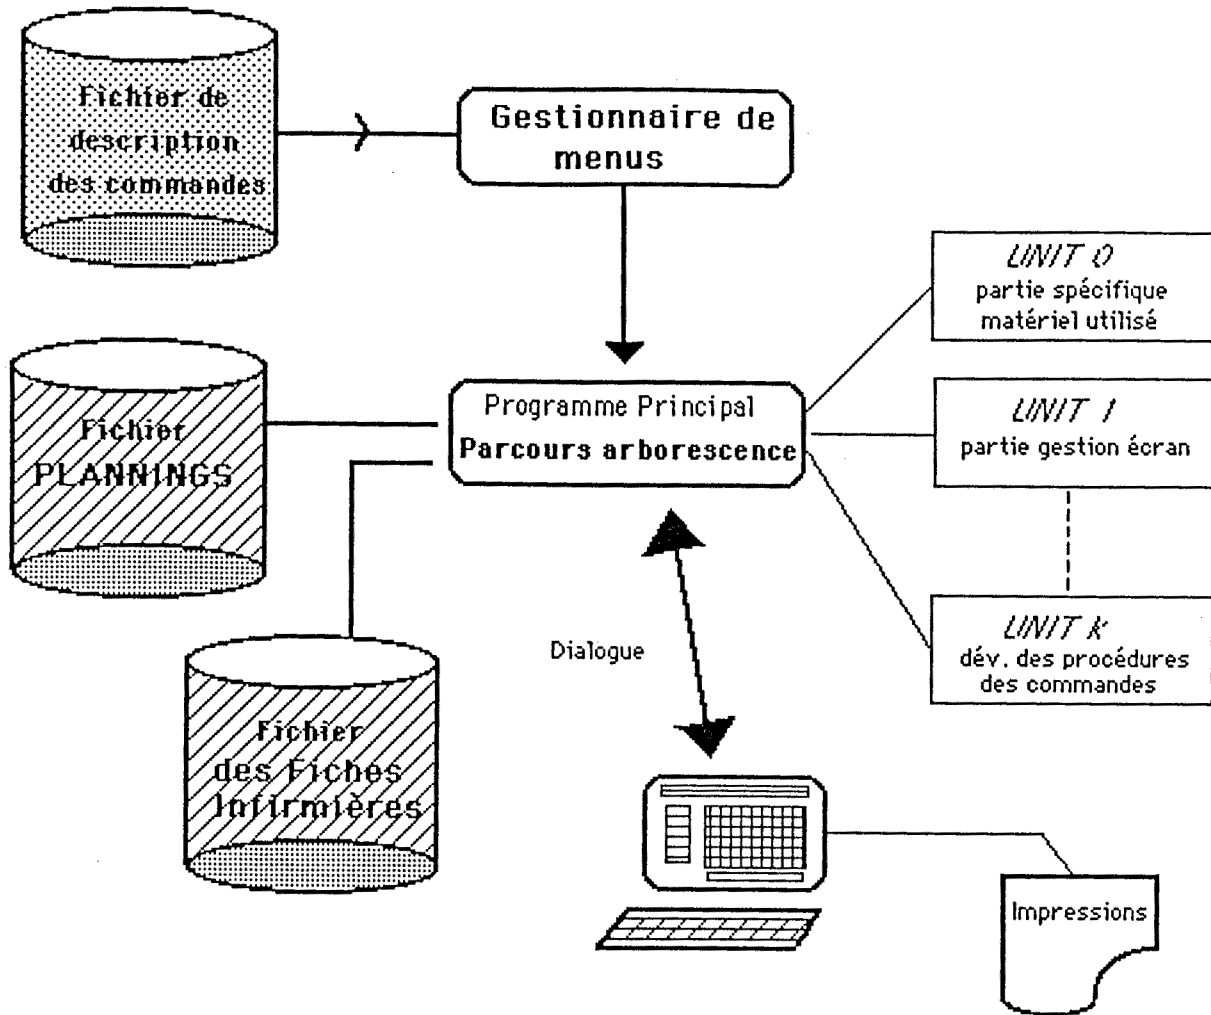 Fichier de
description
des commandes
Gestionnaire de
menus
UNIT 0
partie spécifique
matériel utilisé
Fichier
PLANNINGS
Programme Principal
Parcours arborescence
UNIT 1
partie gestion écran
UNIT k
dév. des procédures
des commandes
Dialogue
Fichier
des Fiches
Infirmières
Impressions